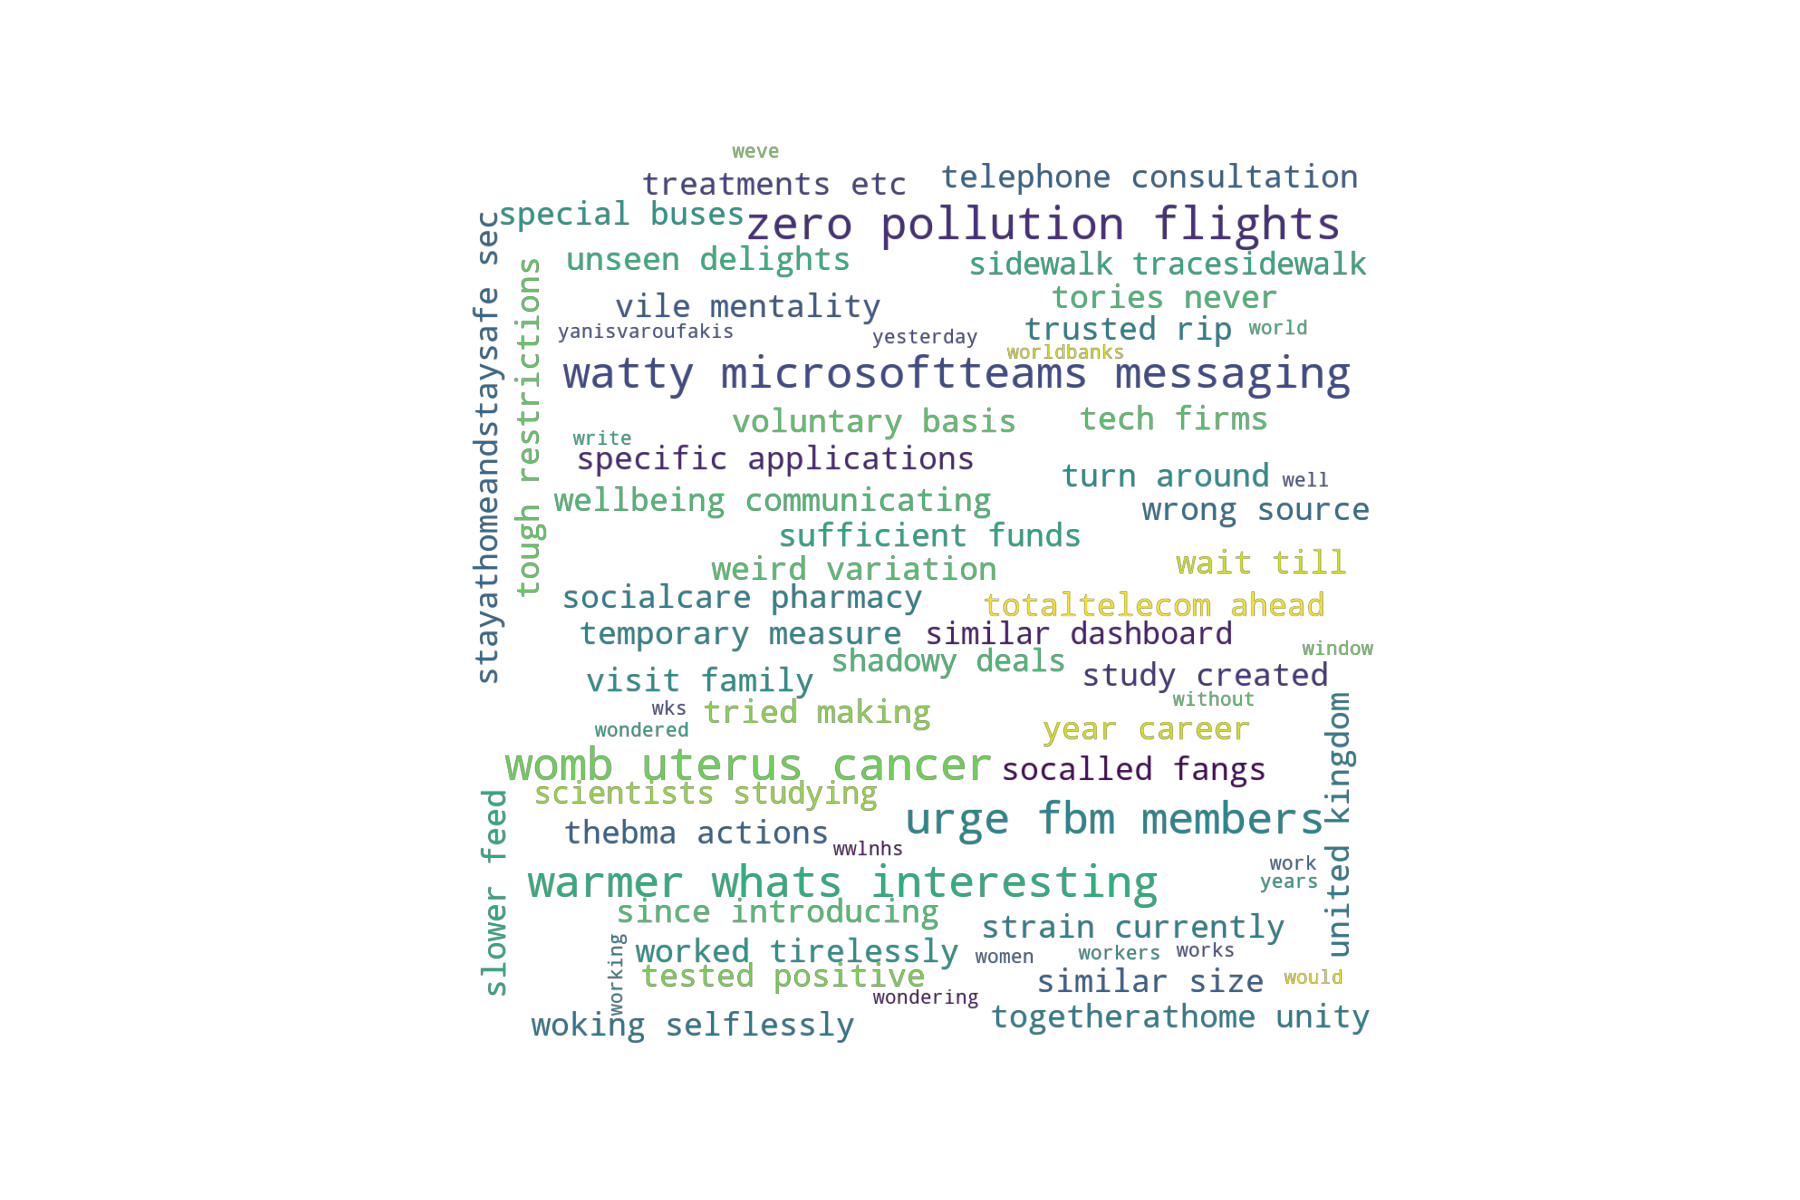 weve
treatments etc
telephone consultation
special buses
zero pollution flights
stayathomeandstaysafe sec
unseen delights
sidewalk tracesidewalk
tough restrictions
vile mentality
tories never
yanisvaroufakis
yesterday
trusted rip
world
worldbanks
watty microsoftteams messaging
voluntary basis
tech firms
write
specific applications
turn around
well
wellbeing communicating
wrong source
sufficient funds
weird variation
wait till
socialcare pharmacy
totaltelecom ahead
temporary measure
similar dashboard
window
shadowy deals
visit family
study created
without
wks
tried making
wondered
year career
united kingdom
womb uterus cancer
socalled fangs
scientists studying
slower feed
urge fbm members
thebma actions
wwlnhs
work
years
warmer whats interesting
since introducing
strain currently
working
worked tirelessly
women
workers
works
tested positive
similar size
would
wondering
woking selflessly
togetherathome unity